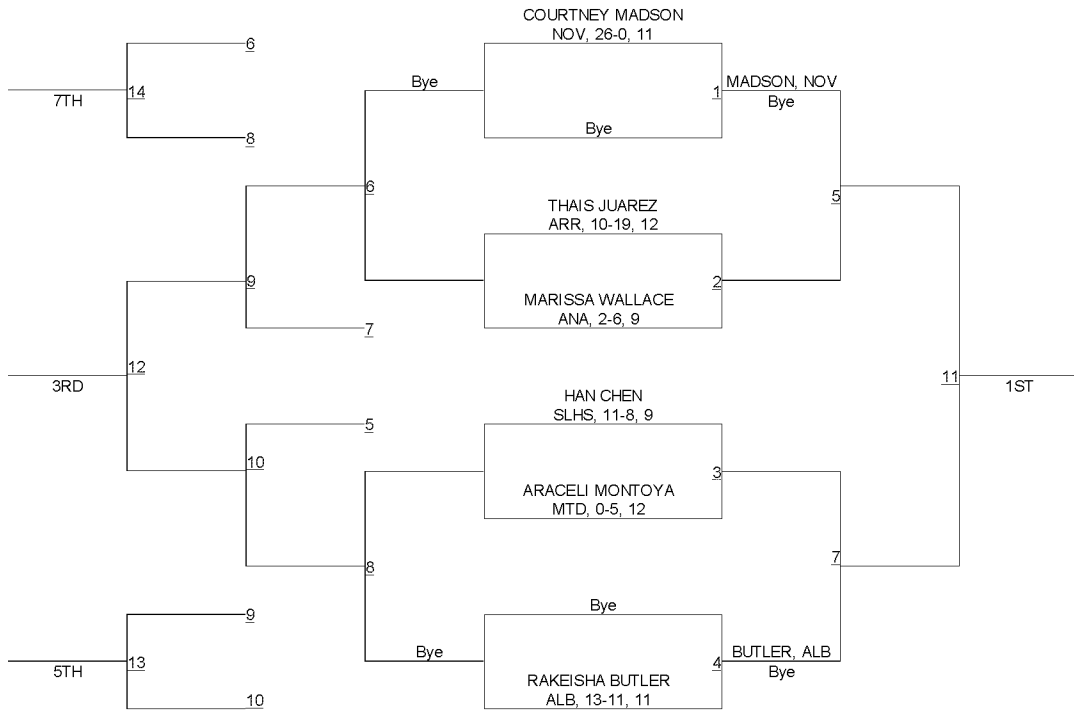 COURTNEY MADSON
NOV, 26-0, 11
6
Bye
MADSON, NOV
7TH
14
1
Bye
Bye
8
6
5
THAIS JUAREZ
ARR, 10-19, 12
9
2
MARISSA WALLACE
ANA, 2-6, 9
7
12
3RD
11
1ST
HAN CHEN
SLHS, 11-8, 9
5
10
3
ARACELI MONTOYA
MTD, 0-5, 12
8
7
9
Bye
Bye
BUTLER, ALB
5TH
13
4
Bye
RAKEISHA BUTLER
ALB, 13-11, 11
10